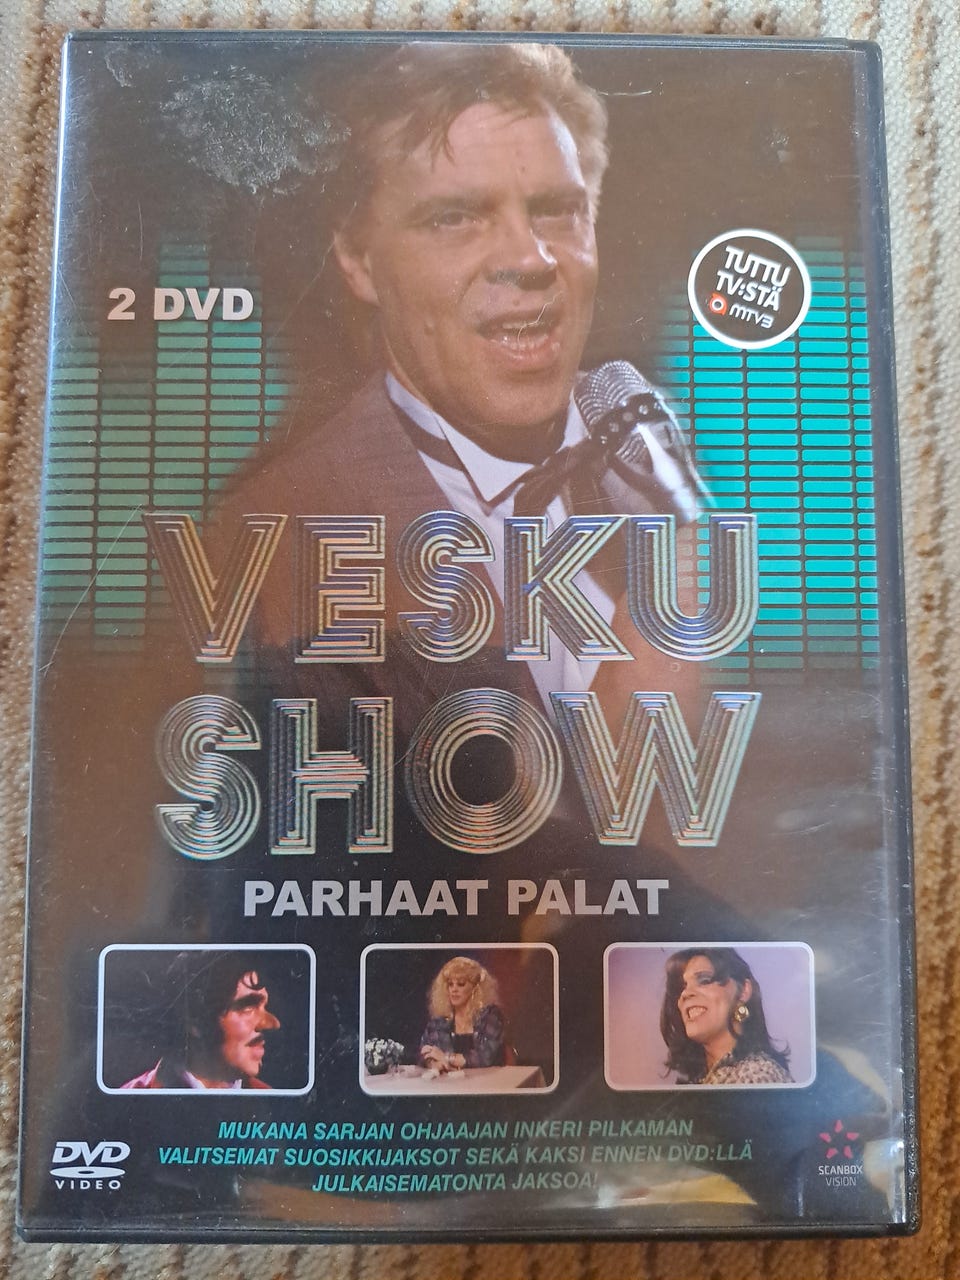 2 DVD
TUTTU
TV:STÄ
MTV3
VESKU
SHOW
PARHAAT PALAT
MUKANA SARJAN OHJAAJAN INKERI PILKAMAN
VALITSEMAT SUOSIKKIJAKSOT SEKÄ KAKSI ENNEN DVD:LLÄ
JULKAISEMATONTA JAKSOA!
DVD
VIDEO
SCANBOX
VISION